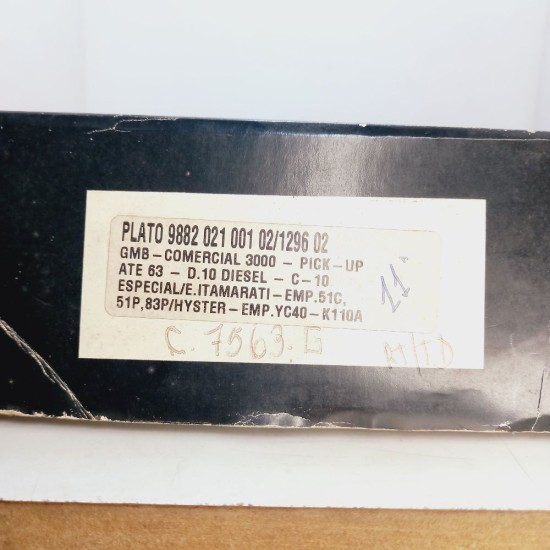 PLATO 9882 021 001 02/1296 02
GMB - COMERCIAL 3000 - PICK-UP
ATE 63 - D.10 DIESEL - C-10
ESPECIAL/E.ITAMARATI - EMP.51C,
51P,83P/HYSTER-EMP.YC40-K110A
11"
C. 7563.G